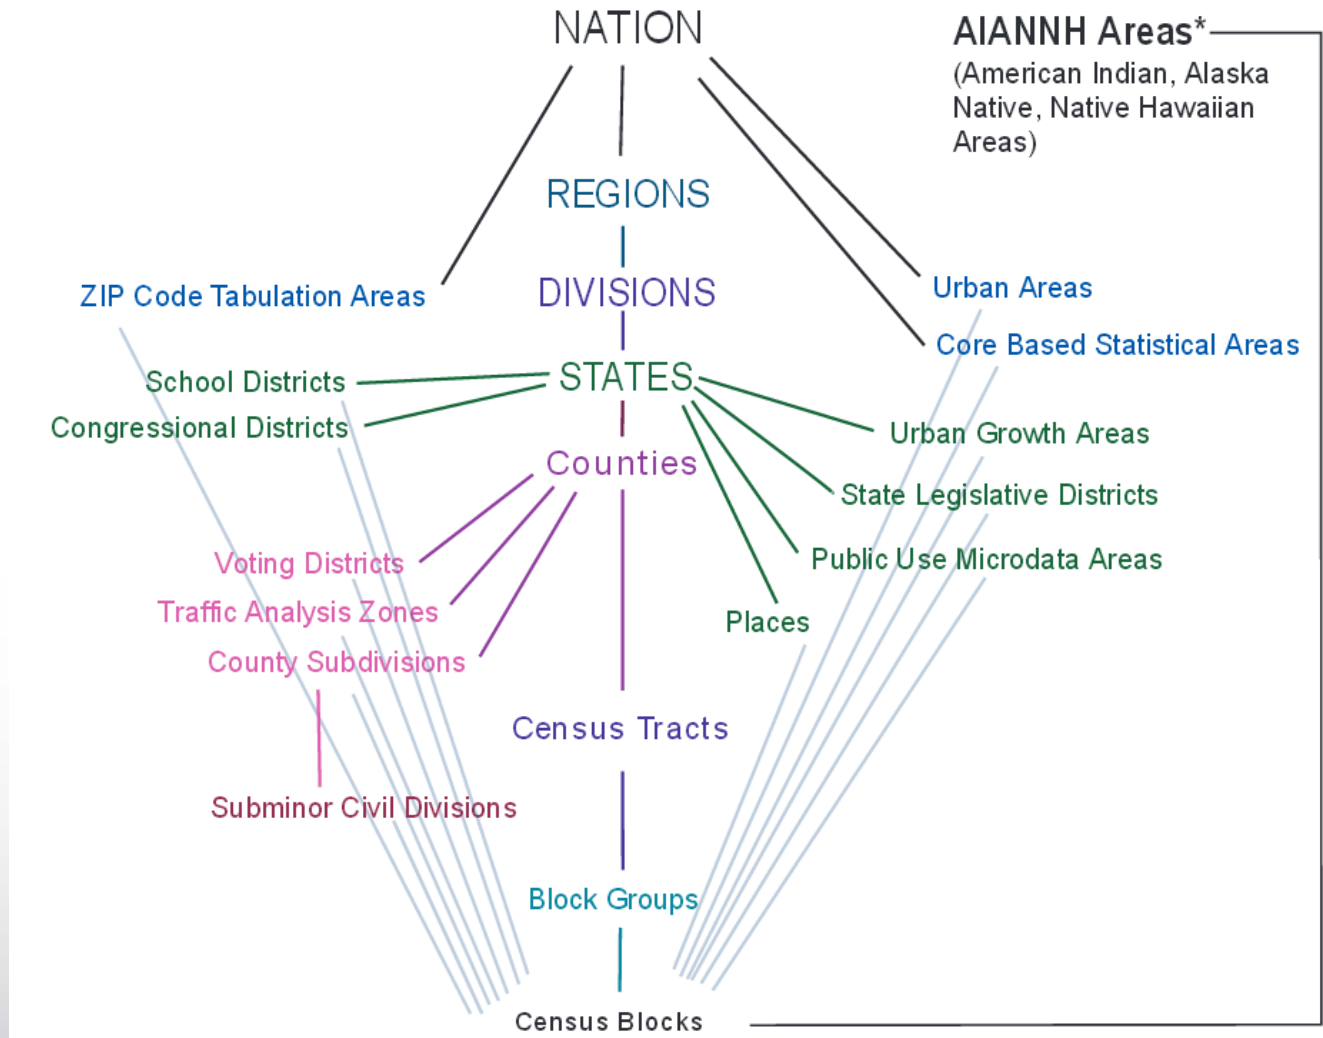 NATION
AIANNH Areas*
(American Indian, Alaska
Native, Native Hawaiian
Areas)
REGIONS
ZIP Code Tabulation Areas
DIVISIONS
Urban Areas
Core Based Statistical Areas
School Districts
STATES
Congressional Districts
Urban Growth Areas
Counties
State Legislative Districts
Voting Districts
Public Use Microdata Areas
Traffic Analysis Zones
Places
County Subdivisions
Census Tracts
Subminor Civil Divisions
Block Groups
Census Blocks